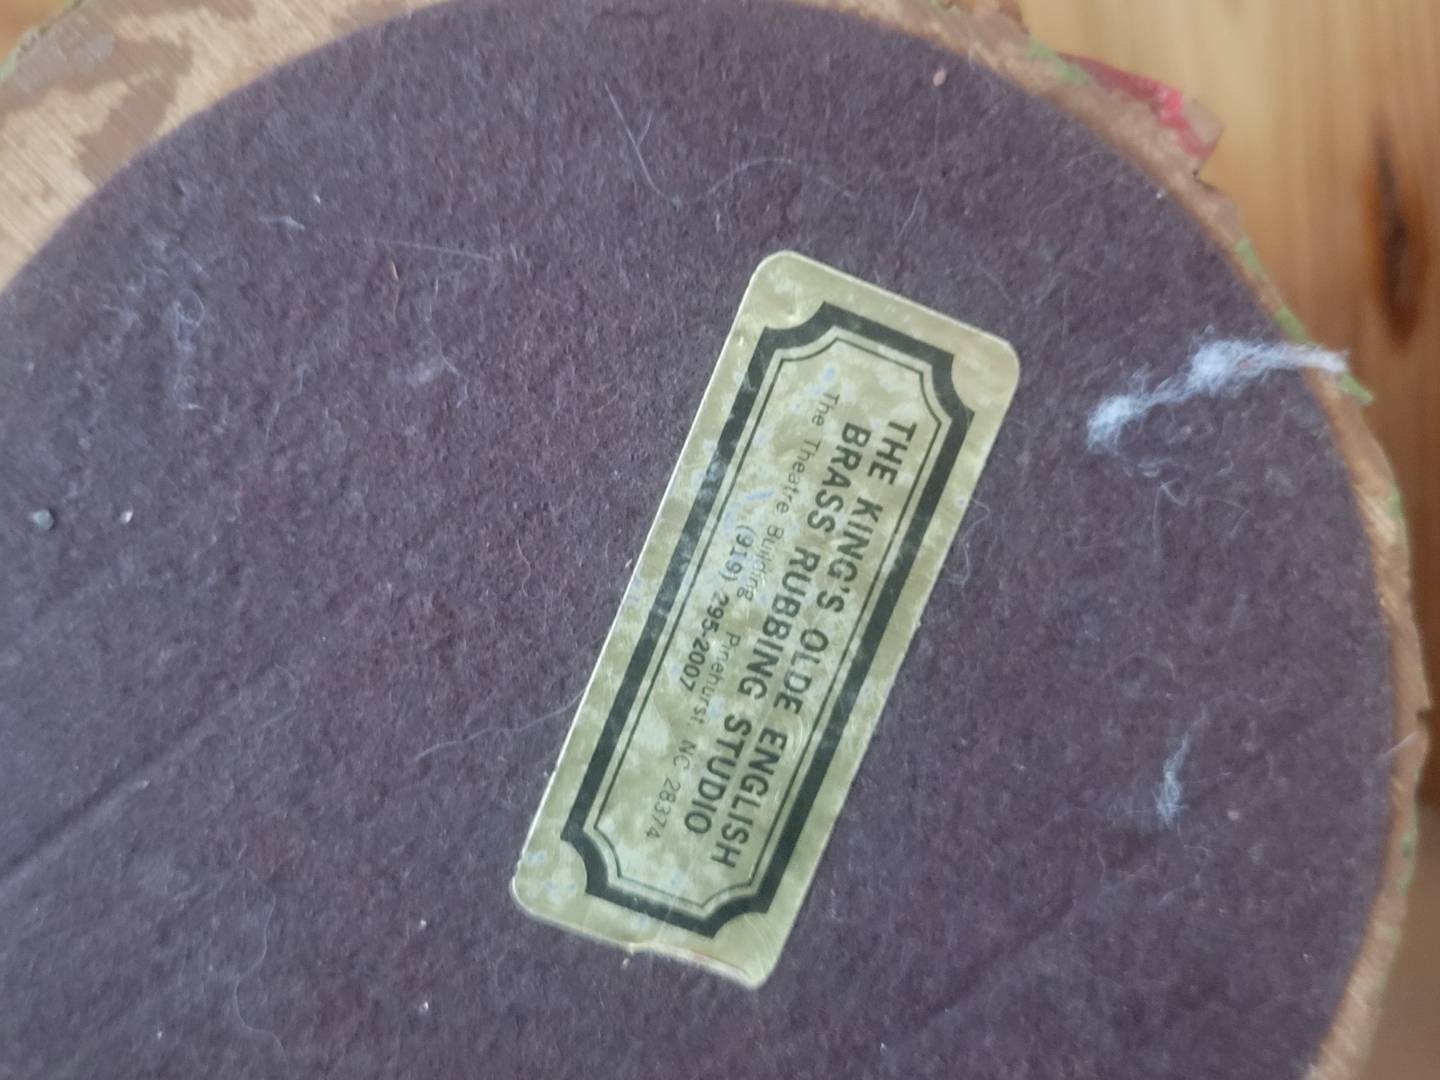 THE KING'S OLDE ENGLISH
BRASS RUBBING STUDIO
The Theatre Building Pinehurst, NC 28374
(919) 295-2007